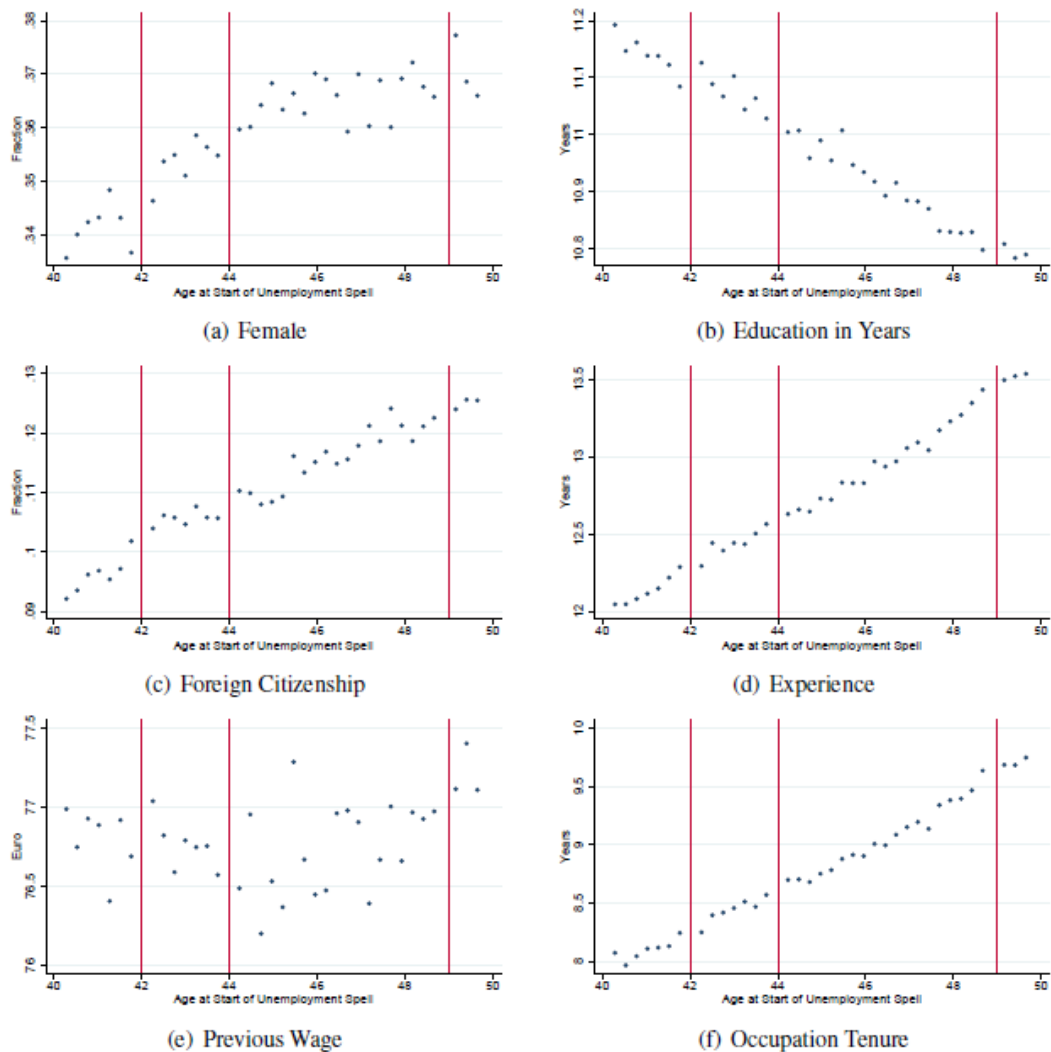 .38
.37
.36
.35
.34
Fraction
40 42 44 46 48 50
Age at Start of Unemployment Spell
(a) Female
11.2
11.1
11
10.9
10.8
Years
40 42 44 46 48 50
Age at Start of Unemployment Spell
(b) Education in Years
.13
.12
.11
.1
.09
Fraction
40 42 44 46 48 50
Age at Start of Unemployment Spell
(c) Foreign Citizenship
13.5
13
12.5
12
Years
40 42 44 46 48 50
Age at Start of Unemployment Spell
(d) Experience
77.5
77
76.5
76
Euro
40 42 44 46 48 50
Age at Start of Unemployment Spell
(e) Previous Wage
10
9.5
9
8.5
8
Years
40 42 44 46 48 50
Age at Start of Unemployment Spell
(f) Occupation Tenure